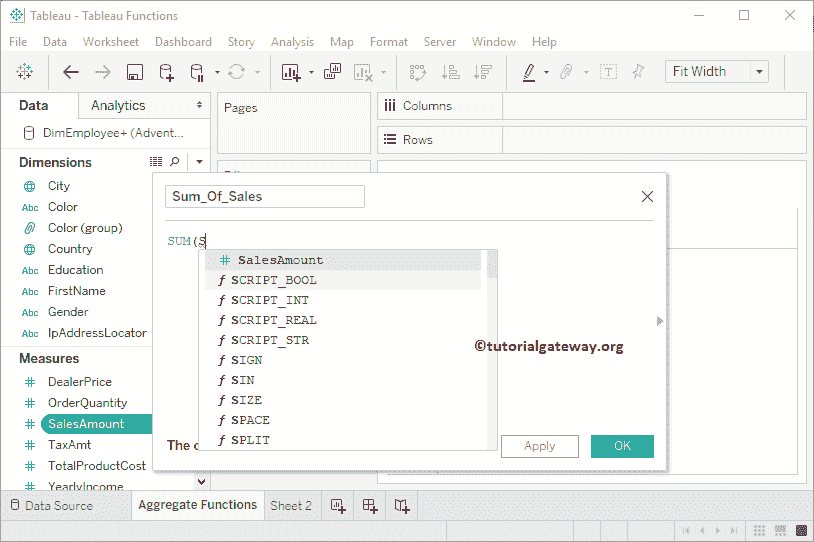 Tableau - Tableau Functions
File Data Worksheet Dashboard Story Analysis Map Format Server Window Help
Fit Width
Data Analytics
DimEmployee+ (Advent...
Dimensions
City
Abc Color
Color (group)
Country
Abc Education
Abc FirstName
Abc Gender
Abc IpAddressLocator
Measures
# DealerPrice
# OrderQuantity
# SalesAmount
# TaxAmt
# TotalProductCost
# YearlyIncome
Pages
Columns
Rows
Sum_Of_Sales
SUM(S
# SalesAmount
f SCRIPT_BOOL
f SCRIPT_INT
f SCRIPT_REAL
f SCRIPT_STR
f SIGN
f SIN
f SIZE
f SPACE
f SPLIT
©tutorialgateway.org
The
Apply OK
Data Source Aggregate Functions Sheet 2